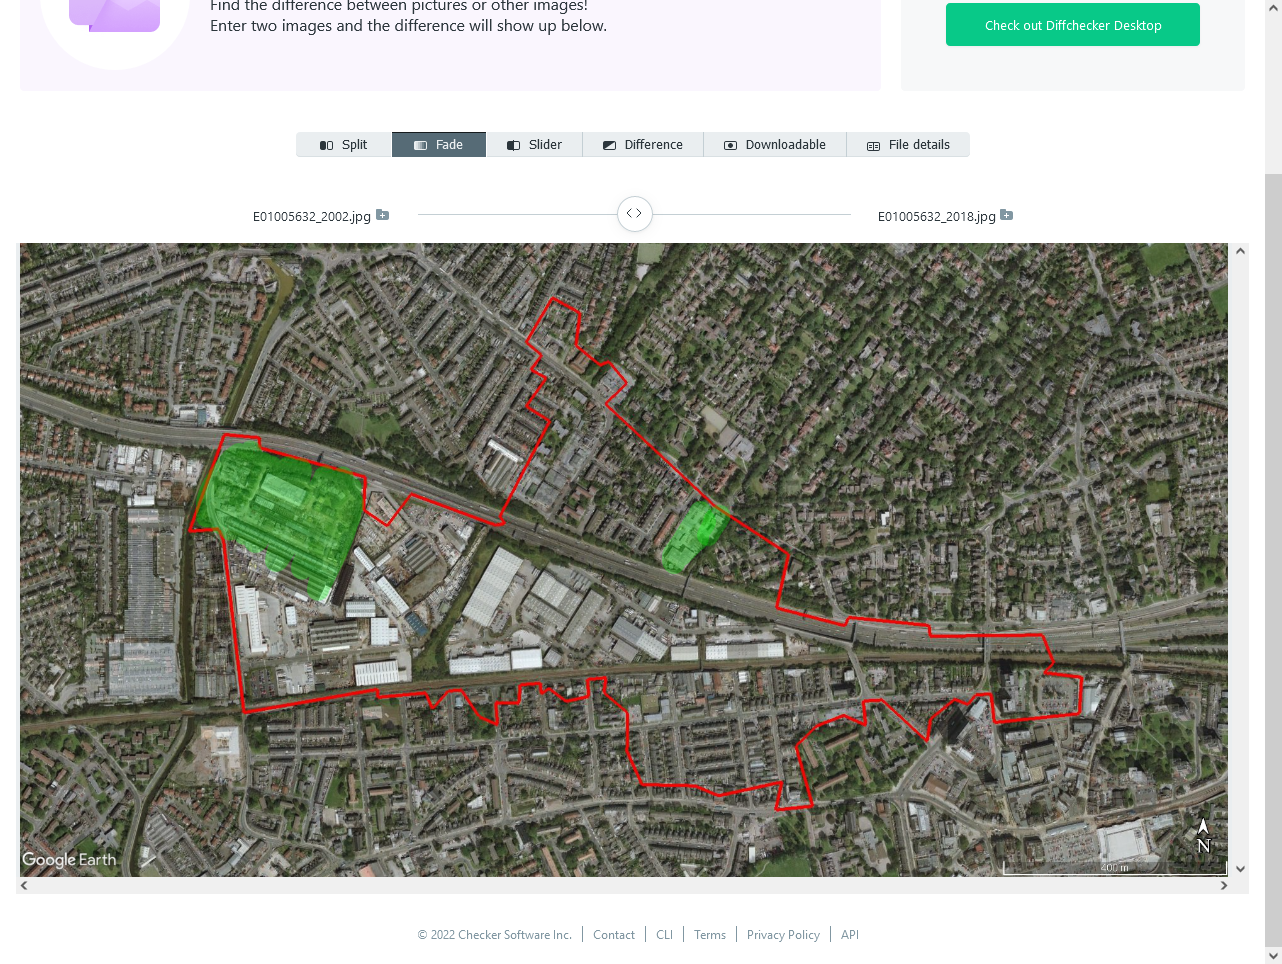 Find the difference between pictures or other images!
Enter two images and the difference will show up below.
Check out Diffchecker Desktop
Split Fade Slider Difference Downloadable File details
E01005632_2002.jpg E01005632_2018.jpg
Google Earth
N
400 m
© 2022 Checker Software Inc. Contact CLI Terms Privacy Policy API